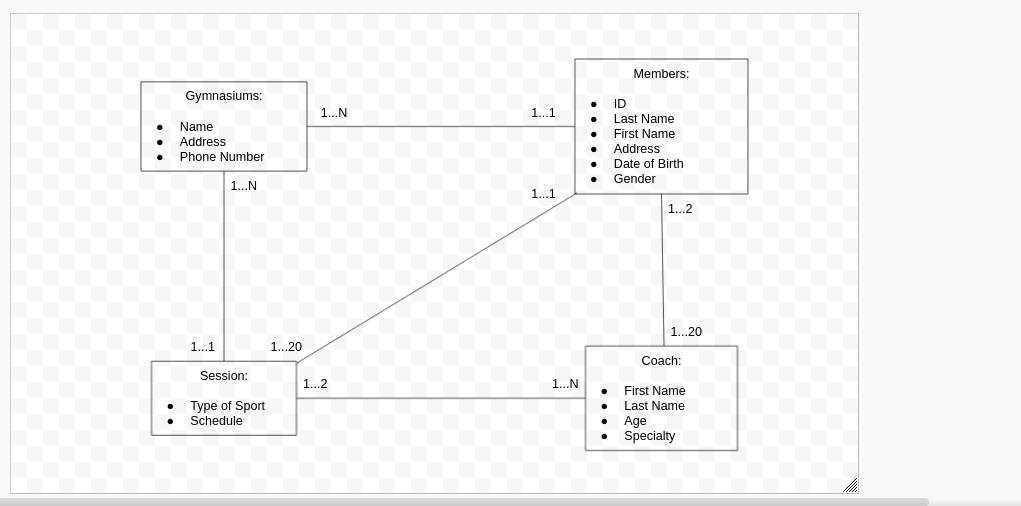 Gymnasiums:
● Name
● Address
● Phone Number
1...N
1...1
Members:
● ID
● Last Name
● First Name
● Address
● Date of Birth
● Gender
1...N
1...1
1...2
1...1
1...20
1...20
Session:
● Type of Sport
● Schedule
1...2
1...N
Coach:
● First Name
● Last Name
● Age
● Specialty